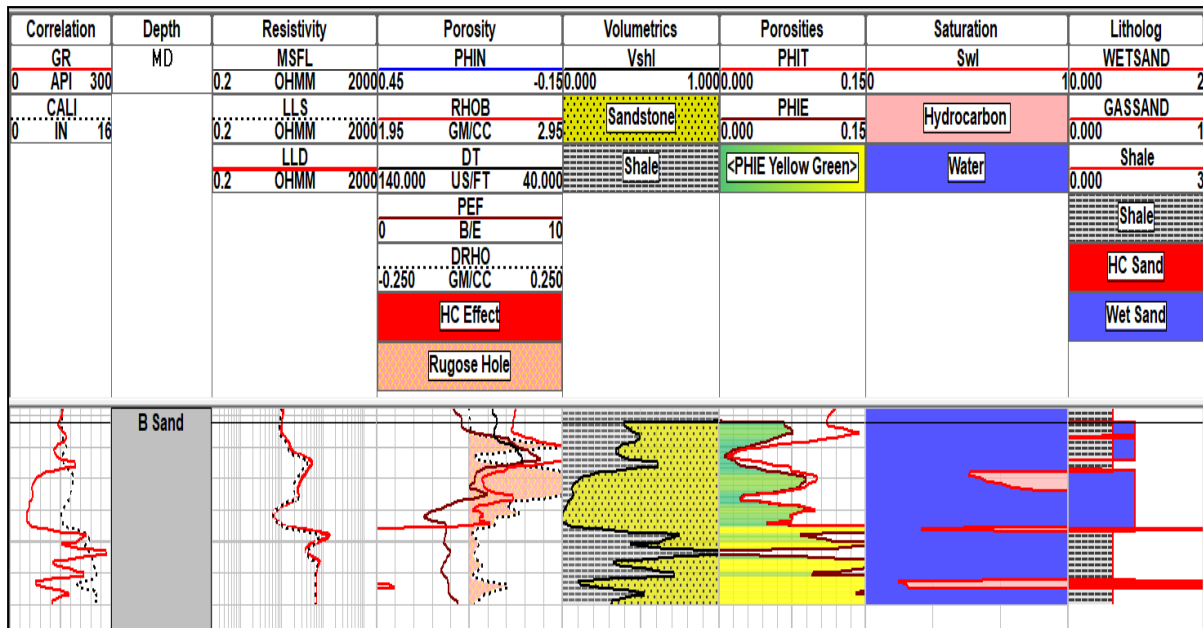 Correlation Depth Resistivity Porosity Volumetrics Porosities Saturation Litholog
GR MD MSFL PHIN Vshl PHIT Swl WETSAND
0 API 300 0.2 OHMM 2000 0.45 -0.15 0.000 1.000 0.000 0.15 0 1 0.000 2
CALI LLS RHOB Sandstone PHIE Hydrocarbon GASSAND
0 IN 16 0.2 OHMM 2000 1.95 GM/CC 2.95 0.000 0.15 0.000 1
LLD DT Shale <PHIE Yellow Green> Water Shale
0.2 OHMM 2000 140.000 US/FT 40.000 0.000 3
PEF Shale
0 B/E 10
DRHO HC Sand
-0.250 GM/CC 0.250
HC Effect Wet Sand
Rugose Hole
B Sand